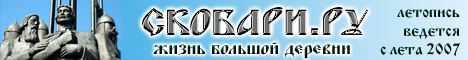 СКОБАРИ.РУ
жизнь большой деревни
летопись
ведется
с лета 2007